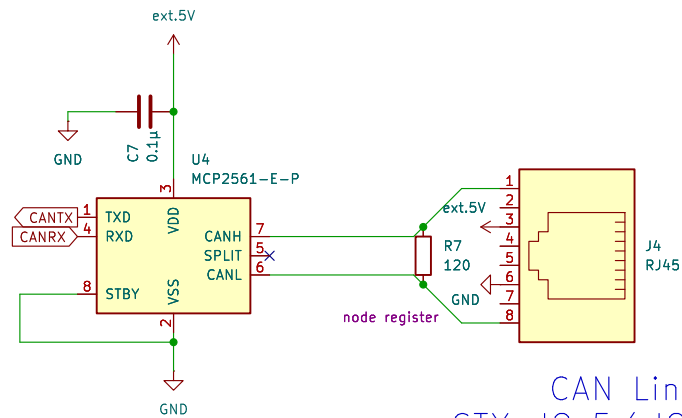 ext.5V
C7
0.1µ
GND
U4
MCP2561-E-P
3
VDD
CANTX 1 TXD
CANRX 4 RXD
CANH 7
SPLIT 5
CANL 6
8 STBY
VSS
2
GND
ext.5V
R7
120
GND
node register
1
2
3
4
5
6
7
8
J4
RJ45
CAN Lin